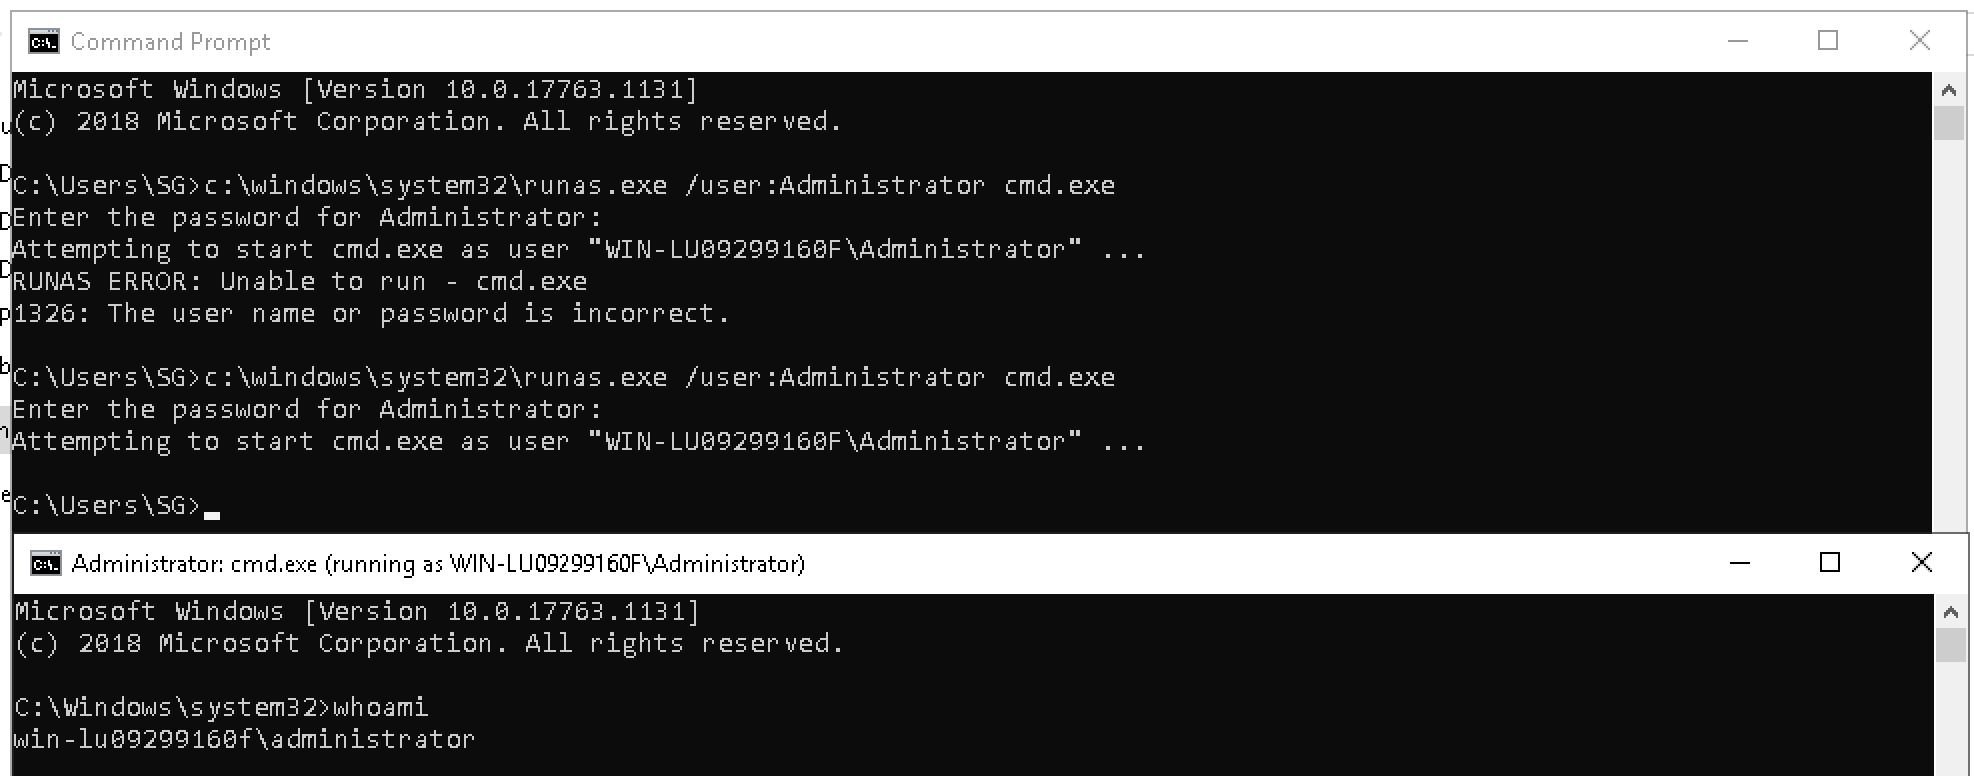 Command Prompt
Microsoft Windows [Version 10.0.17763.1131]
(c) 2018 Microsoft Corporation. All rights reserved.
C:\Users\SG>c:\windows\system32\runas.exe /user:Administrator cmd.exe
Enter the password for Administrator:
Attempting to start cmd.exe as user "WIN-LU09299160F\Administrator" ...
RUNAS ERROR: Unable to run - cmd.exe
1326: The user name or password is incorrect.
C:\Users\SG>c:\windows\system32\runas.exe /user:Administrator cmd.exe
Enter the password for Administrator:
Attempting to start cmd.exe as user "WIN-LU09299160F\Administrator" ...
C:\Users\SG>
Administrator: cmd.exe (running as WIN-LU09299160F\Administrator)
Microsoft Windows [Version 10.0.17763.1131]
(c) 2018 Microsoft Corporation. All rights reserved.
C:\Windows\system32>whoami
win-lu09299160f\administrator